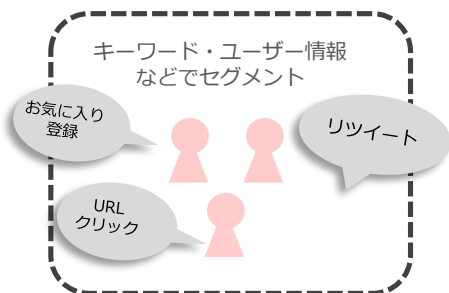 キーワード・ユーザー情報
などでセグメント
お気に入り
登録
リツイート
URL
クリック